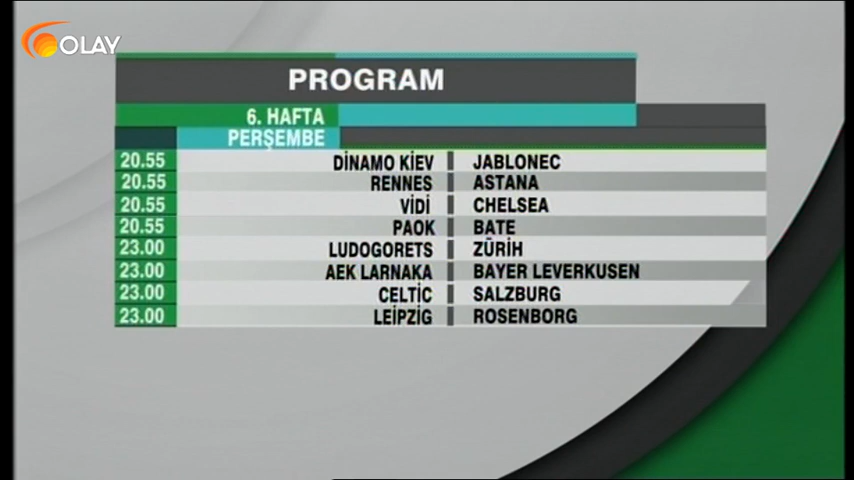 OLAY
PROGRAM
6. HAFTA
PERŞEMBE
20.55 DİNAMO KİEV JABLONEC
20.55 RENNES ASTANA
20.55 VİDİ CHELSEA
20.55 PAOK BATE
23.00 LUDOGORETS ZÜRİH
23.00 AEK LARNAKA BAYER LEVERKUSEN
23.00 CELTİC SALZBURG
23.00 LEİPZİG ROSENBORG